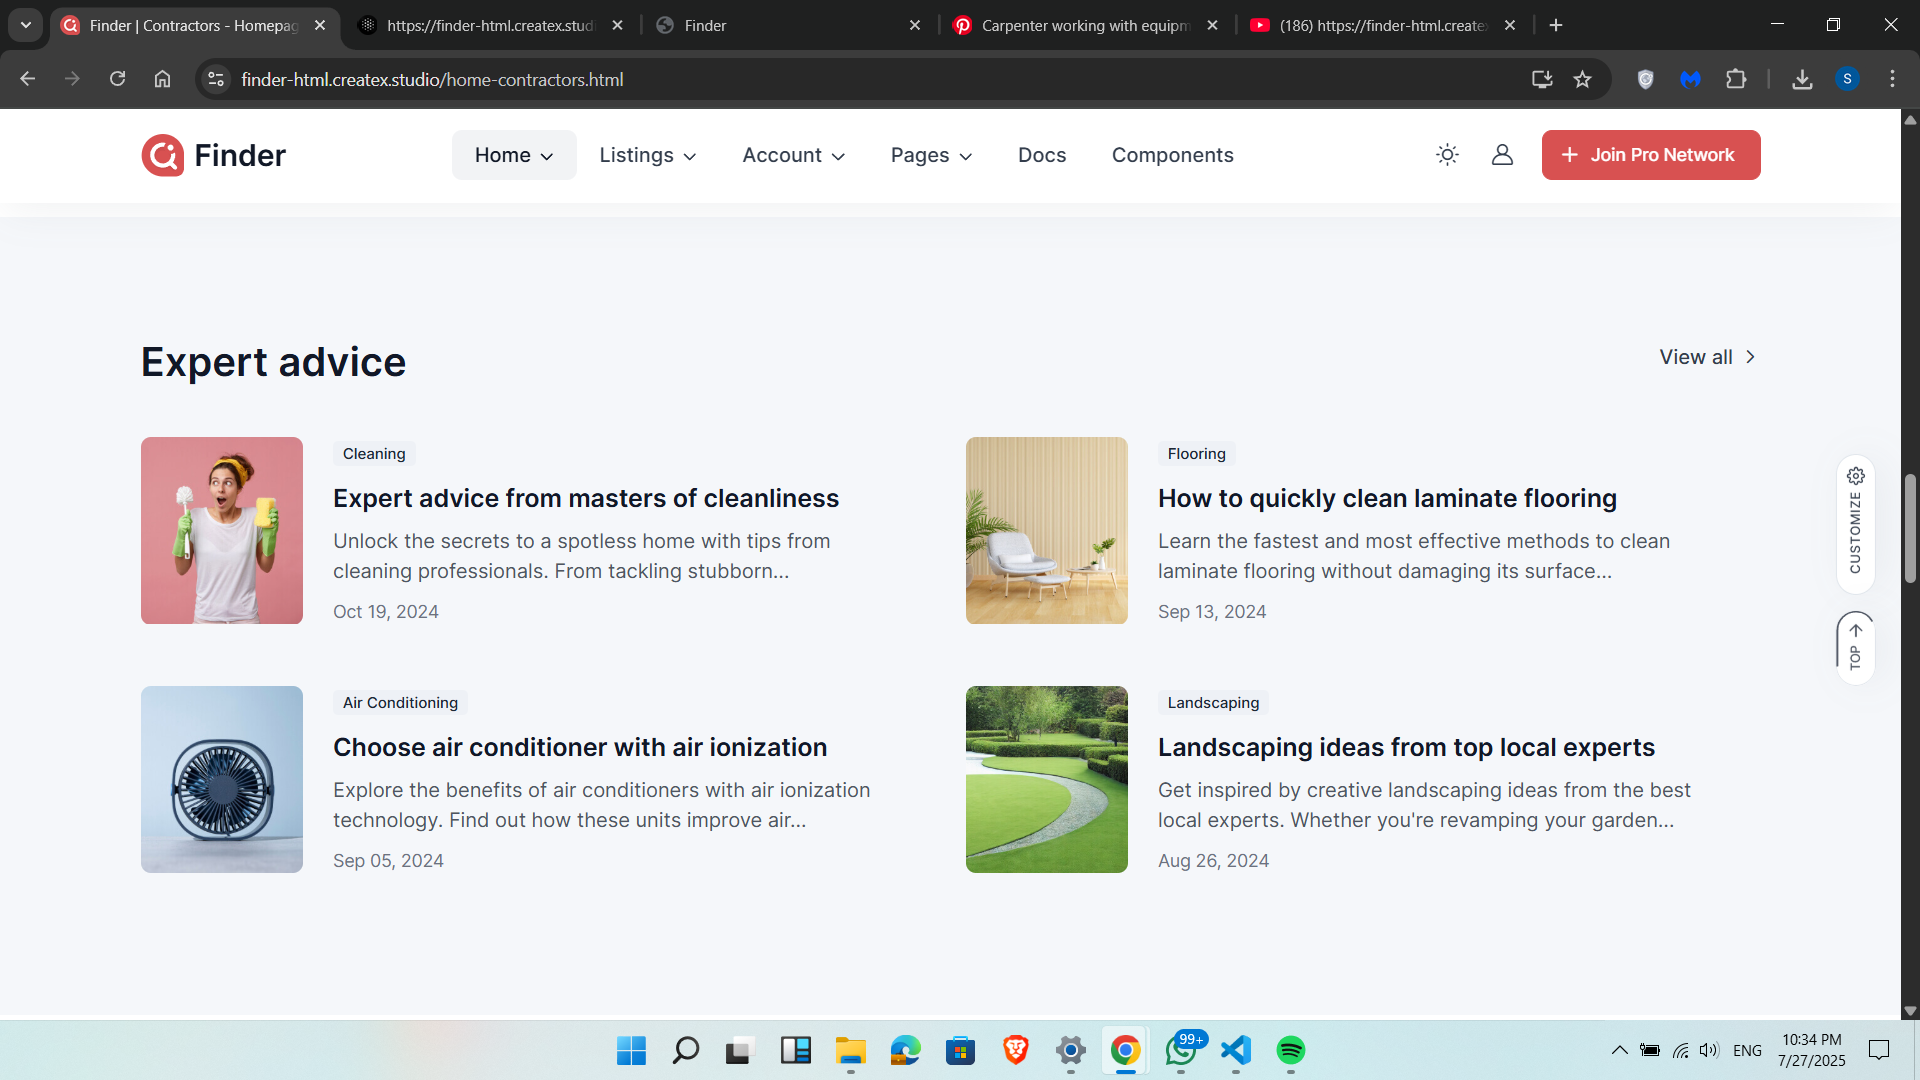 Finder | Contractors - Homepag
https://finder-html.createx.studi
Finder
Carpenter working with equipm
(186) https://finder-html.createx
finder-html.createx.studio/home-contractors.html
S
Finder
Home
Listings
Account
Pages
Docs
Components
Join Pro Network
Expert advice
View all
Cleaning
Expert advice from masters of cleanliness
Unlock the secrets to a spotless home with tips from
cleaning professionals. From tackling stubborn...
Oct 19, 2024
Flooring
How to quickly clean laminate flooring
Learn the fastest and most effective methods to clean
laminate flooring without damaging its surface...
Sep 13, 2024
Air Conditioning
Choose air conditioner with air ionization
Explore the benefits of air conditioners with air ionization
technology. Find out how these units improve air...
Sep 05, 2024
Landscaping
Landscaping ideas from top local experts
Get inspired by creative landscaping ideas from the best
local experts. Whether you're revamping your garden...
Aug 26, 2024
CUSTOMIZE
TOP
99+
ENG
10:34 PM
7/27/2025